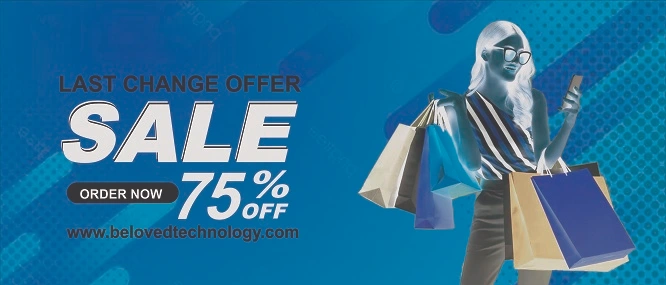 LAST CHANGE OFFER
SALE
ORDER NOW
75% OFF
www.belovedtechnology.com